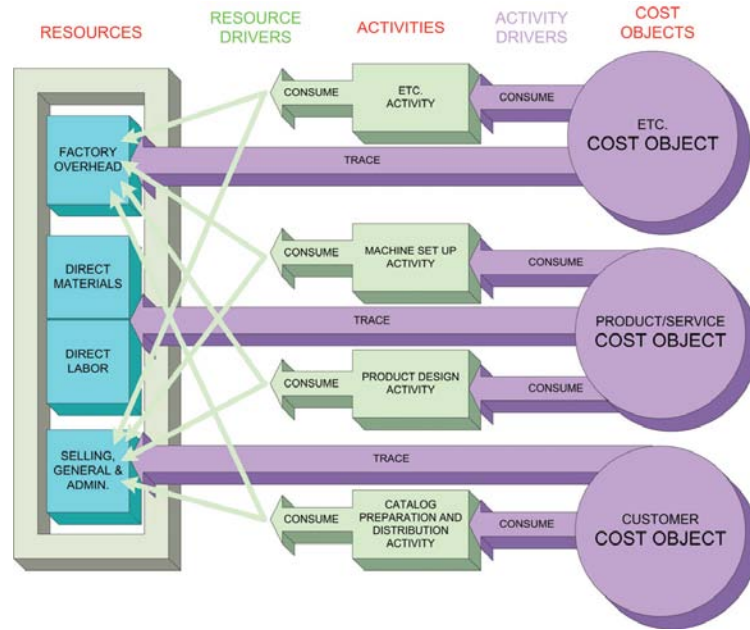 RESOURCES
RESOURCE
DRIVERS
ACTIVITIES
ACTIVITY
DRIVERS
COST
OBJECTS
CONSUME
ETC.
ACTIVITY
CONSUME
ETC.
COST OBJECT
FACTORY
OVERHEAD
TRACE
CONSUME
MACHINE SET UP
ACTIVITY
CONSUME
DIRECT
MATERIALS
TRACE
PRODUCT/SERVICE
COST OBJECT
DIRECT
LABOR
CONSUME
PRODUCT DESIGN
ACTIVITY
CONSUME
SELLING,
GENERAL &
ADMIN.
TRACE
CONSUME
CATALOG
PREPARATION AND
DISTRIBUTION
ACTIVITY
CONSUME
CUSTOMER
COST OBJECT